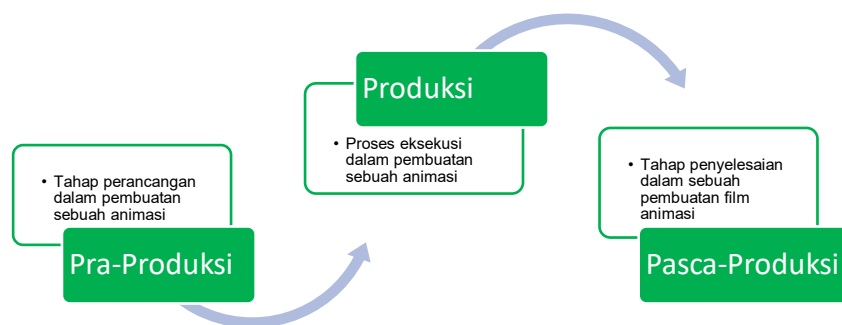 • Tahap perancangan
dalam pembuatan
sebuah animasi
Pra-Produksi
Produksi
• Proses eksekusi
dalam pembuatan
sebuah animasi
• Tahap penyelesaian
dalam sebuah
pembuatan film
animasi
Pasca-Produksi